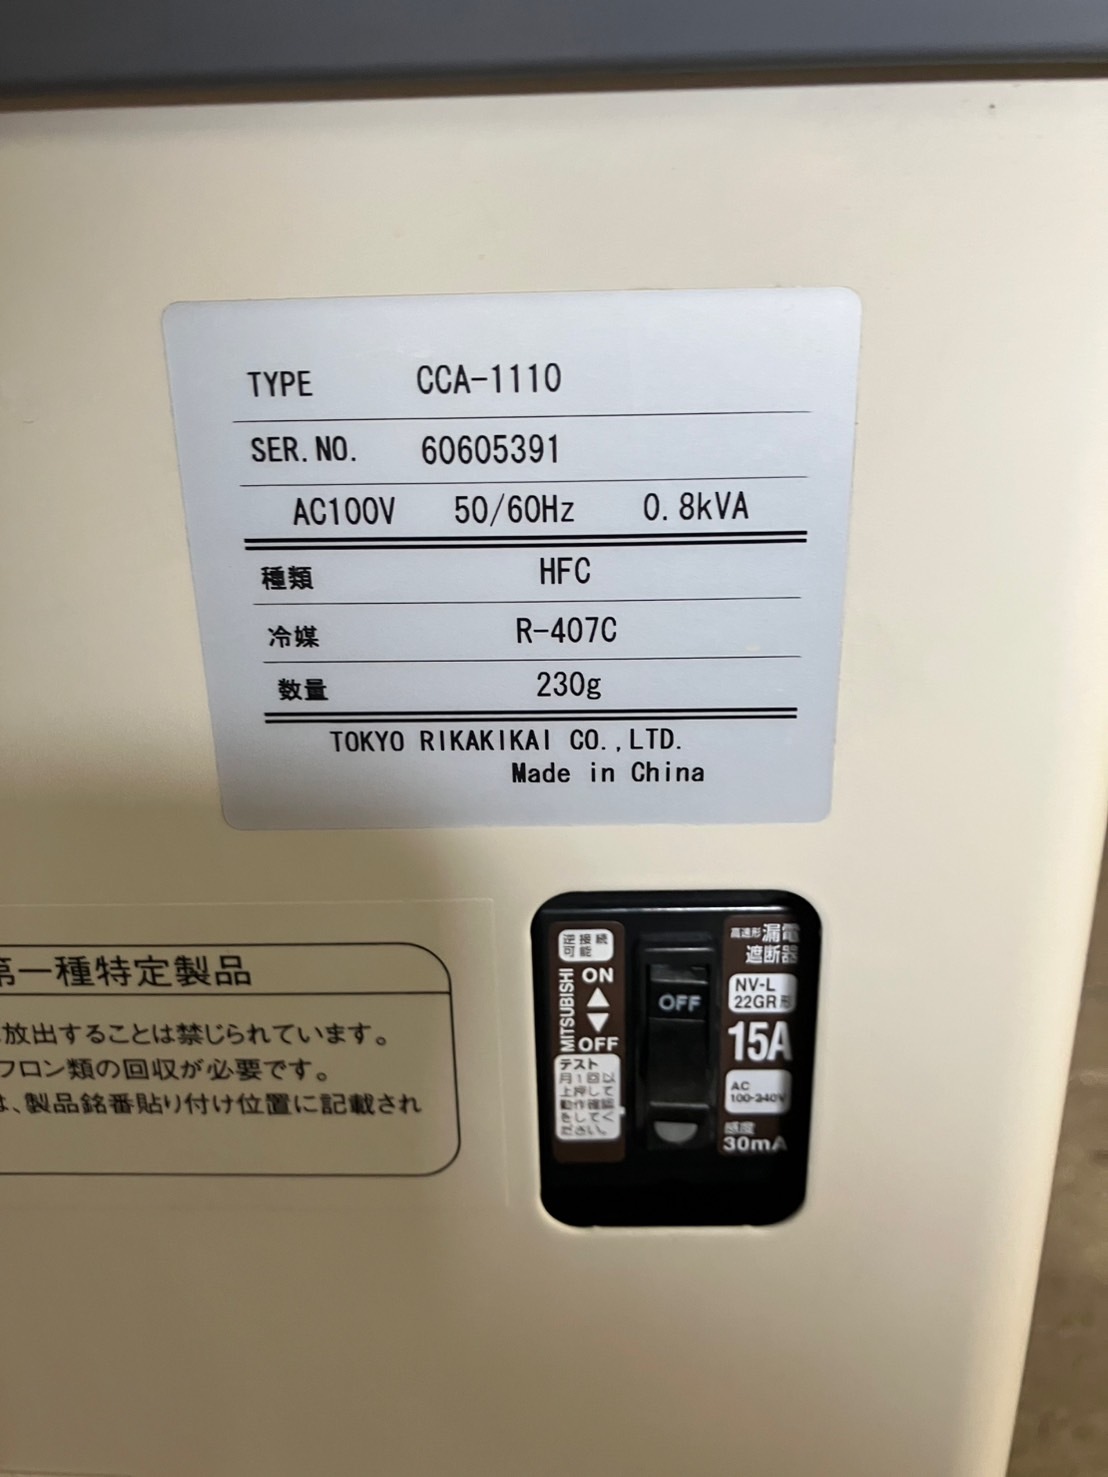 TYPE CCA-1110
SER.NO. 60605391
AC100V 50/60Hz 0.8kVA
種類 HFC
冷媒 R-407C
数量 230g
TOKYO RIKAKIKAI CO.,LTD.
Made in China
第一種特定製品
放出することは禁じられています。
フロン類の回収が必要です。
は、製品銘番貼り付け位置に記載され
逆接続
可能
MITSUBISHI
ON
OFF
テスト
月1回以
上押して
動作確認
をしてく
ださい。
OFF
高速形 漏電
遮断器
NV-L
22GR形
15A
AC
100-240V
感度
30mA